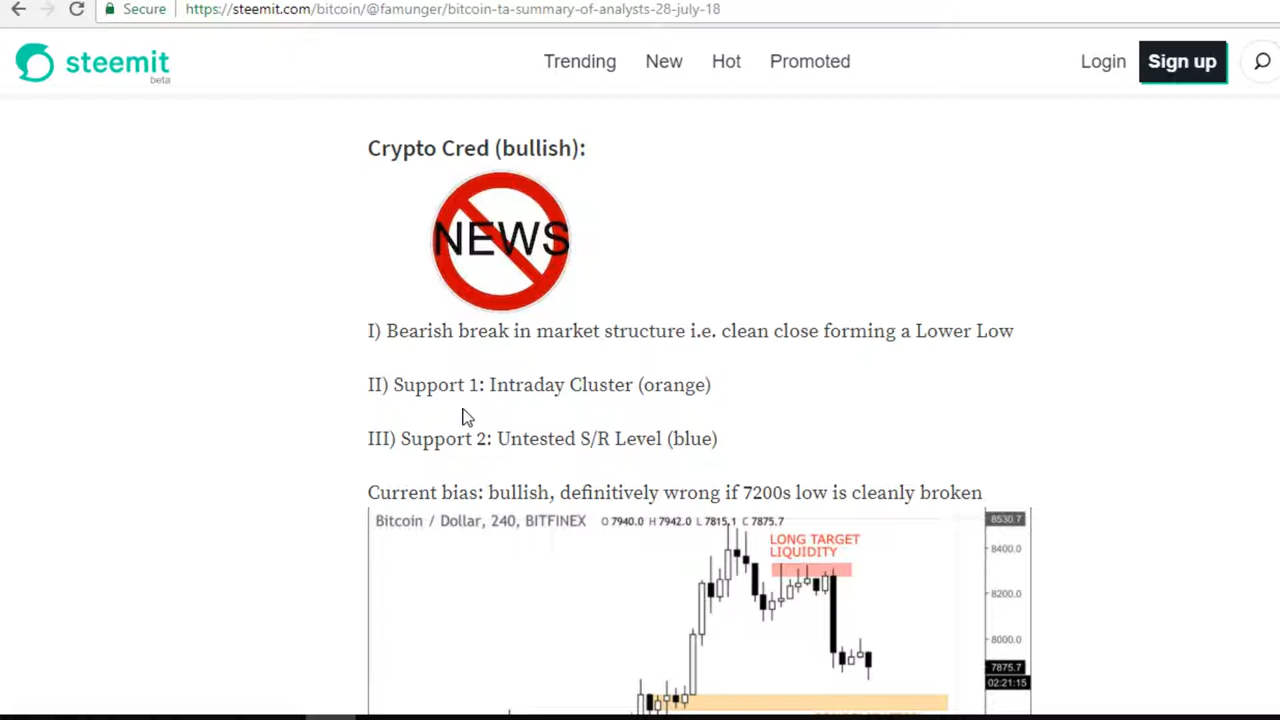 Secure
https://steemit.com/bitcoin/@famunger/bitcoin-ta-summary-of-analysts-28-july-18
steemit
beta
Trending New Hot Promoted
Login Sign up
Crypto Cred (bullish):
NEWS
I) Bearish break in market structure i.e. clean close forming a Lower Low
II) Support 1: Intraday Cluster (orange)
III) Support 2: Untested S/R Level (blue)
Current bias: bullish, definitively wrong if 7200s low is cleanly broken
Bitcoin / Dollar, 240, BITFINEX O 7940.0 H 7942.0 L 7815.1 C 7875.7
8530.7
LONG TARGET
LIQUIDITY
8400.0
8200.0
8000.0
7875.7
02:21:15